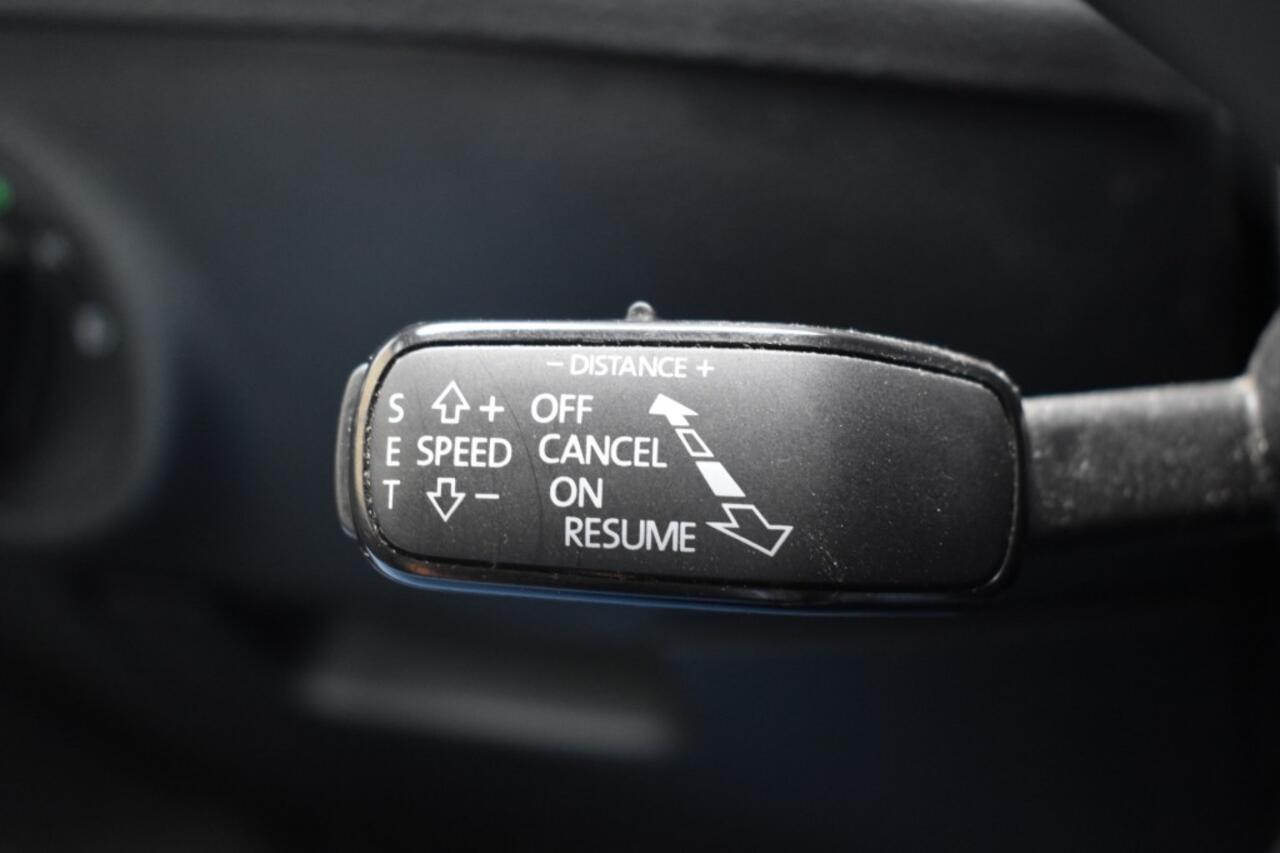 – DISTANCE +
S + OFF
E SPEED CANCEL
T – ON
RESUME